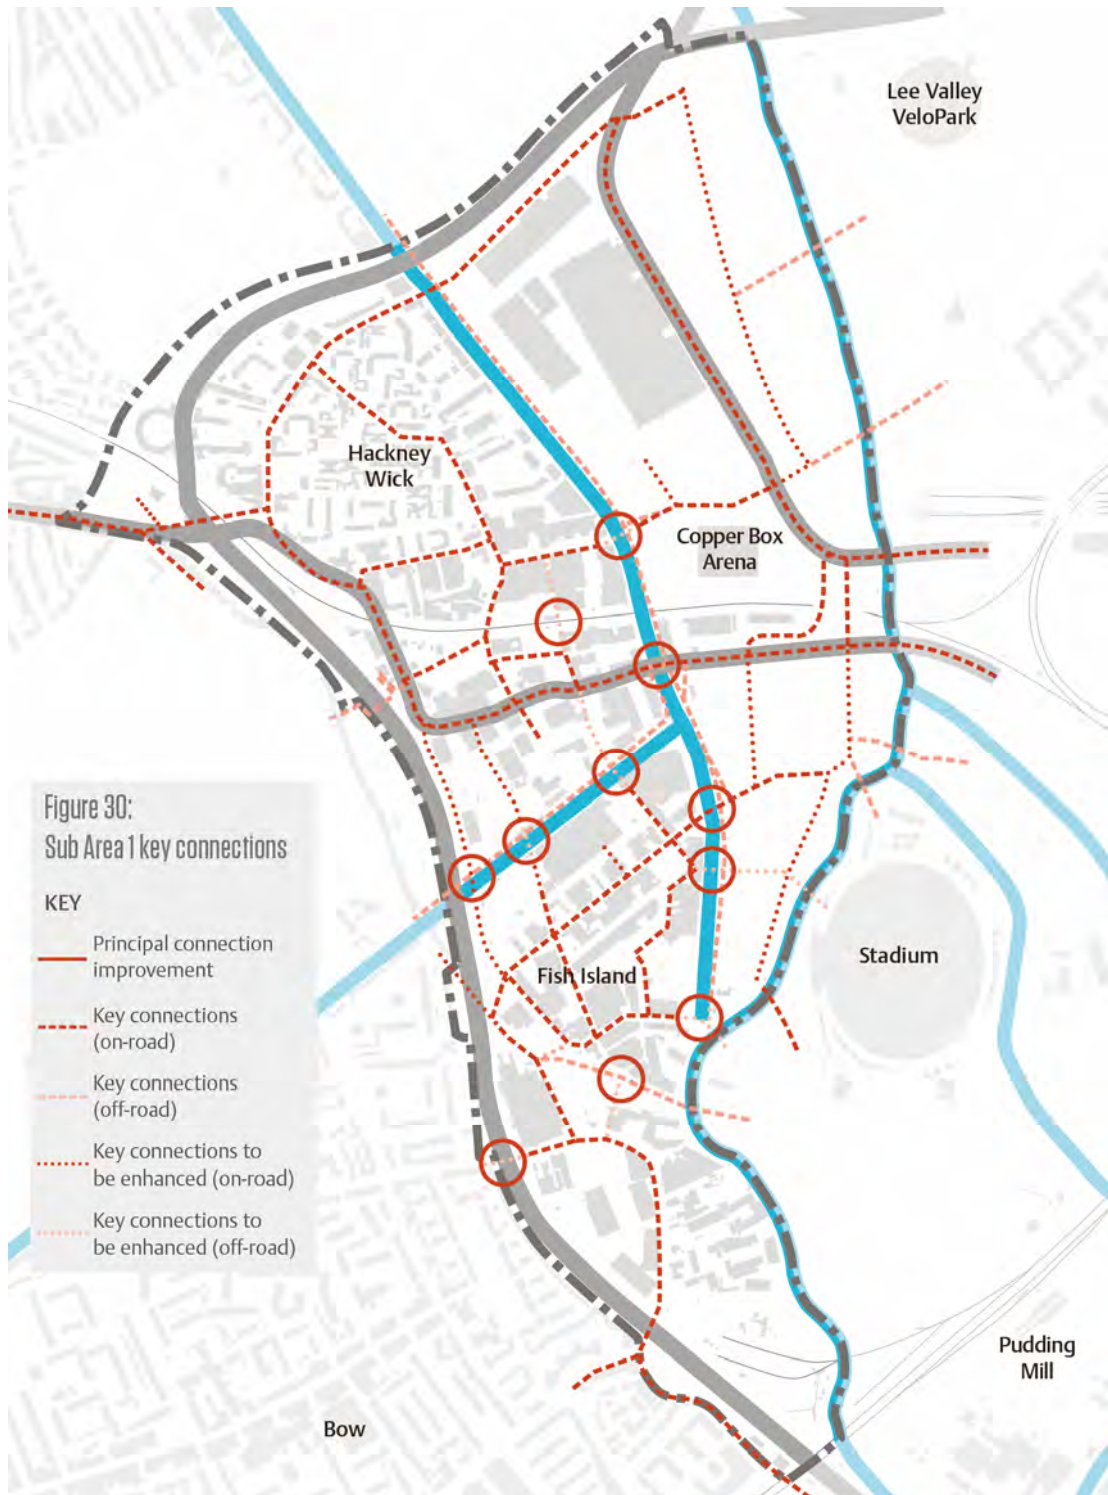 Lee Valley
VeloPark
Hackney
Wick
Copper Box
Arena
Figure 30:
Sub Area 1 key connections
KEY
Principal connection
improvement
Key connections
(on-road)
Key connections
(off-road)
Key connections to
be enhanced (on-road)
Key connections to
be enhanced (off-road)
Fish Island
Stadium
Pudding
Mill
Bow